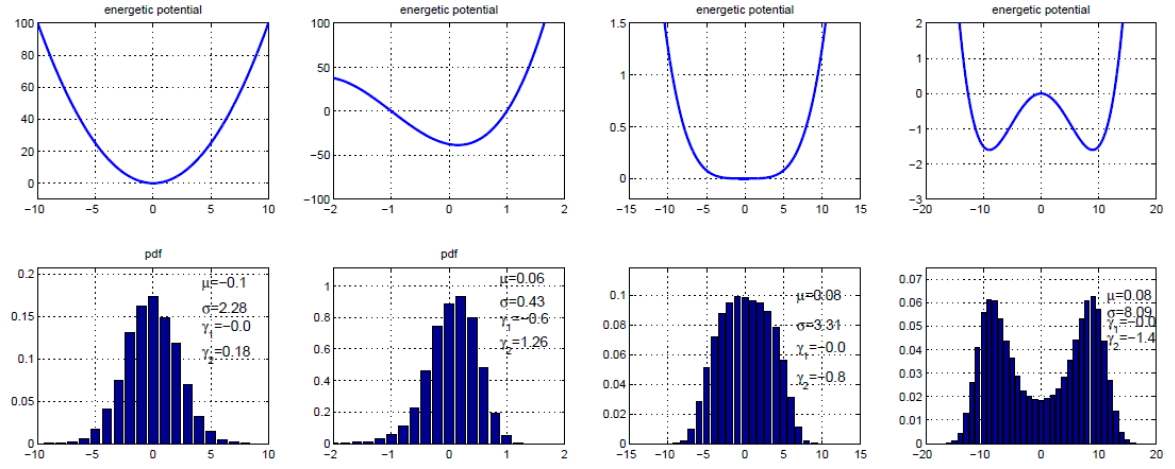 energetic potential
100
80
60
40
20
0
−10 −5 0 5 10
energetic potential
100
50
0
−50
−100
−2 −1 0 1 2
energetic potential
1.5
1
0.5
0
−15 −10 −5 0 5 10 15
energetic potential
2
1
0
−1
−2
−3
−20 −10 0 10 20
pdf
0.2
0.15
0.1
0.05
0
−10 −5 0 5 10
μ=−0.1
σ=2.28
γ1=−0.0
γ2=0.18
pdf
1
0.8
0.6
0.4
0.2
0
−2 −1 0 1 2
μ=0.06
σ=0.43
γ1=−0.6
γ2=1.26
0.1
0.08
0.06
0.04
0.02
0
−15 −10 −5 0 5 10 15
μ=0.08
σ=3.31
γ1=−0.0
γ2=−0.8
0.07
0.06
0.05
0.04
0.03
0.02
0.01
0
−20 −10 0 10 20
μ=0.08
σ=8.09
γ1=−0.0
γ2=−1.4